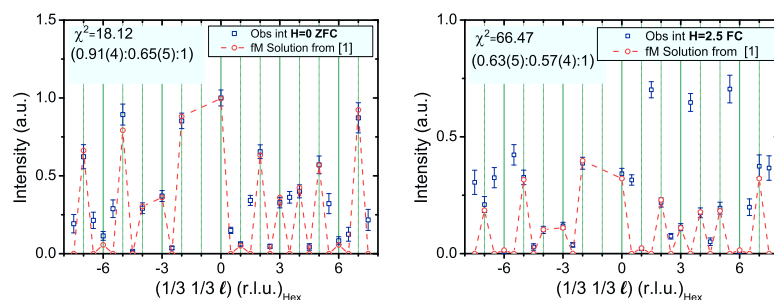 χ²=18.12
(0.91(4):0.65(5):1)
Obs int H=0 ZFC
fM Solution from [1]
Intensity (a.u.)
1.5
1.0
0.5
0.0
-6 -3 0 3 6
(1/3 1/3 ℓ) (r.l.u.)Hex
χ²=66.47
(0.63(5):0.57(4):1)
Obs int H=2.5 FC
fM Solution from [1]
Intensity (a.u.)
1.0
0.5
0.0
-6 -3 0 3 6
(1/3 1/3 ℓ) (r.l.u.)Hex